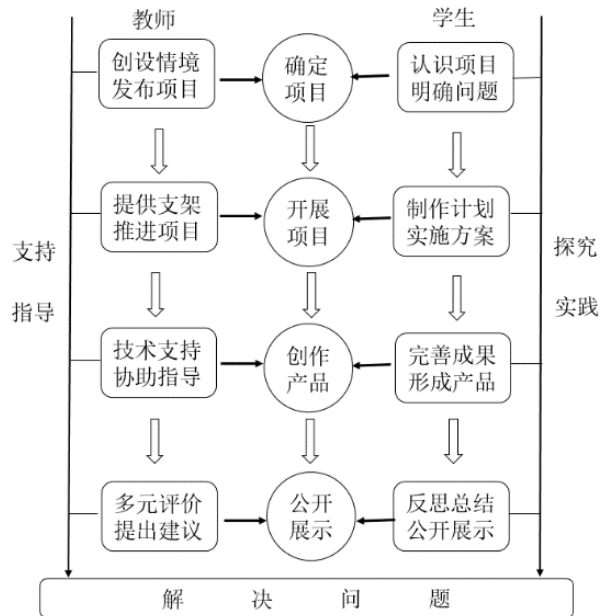 教师
学生
创设情境
发布项目
确定
项目
认识项目
明确问题
提供支架
推进项目
开展
项目
制作计划
实施方案
支持
指导
探究
实践
技术支持
协助指导
创作
产品
完善成果
形成产品
多元评价
提出建议
公开
展示
反思总结
公开展示
解 决 问 题